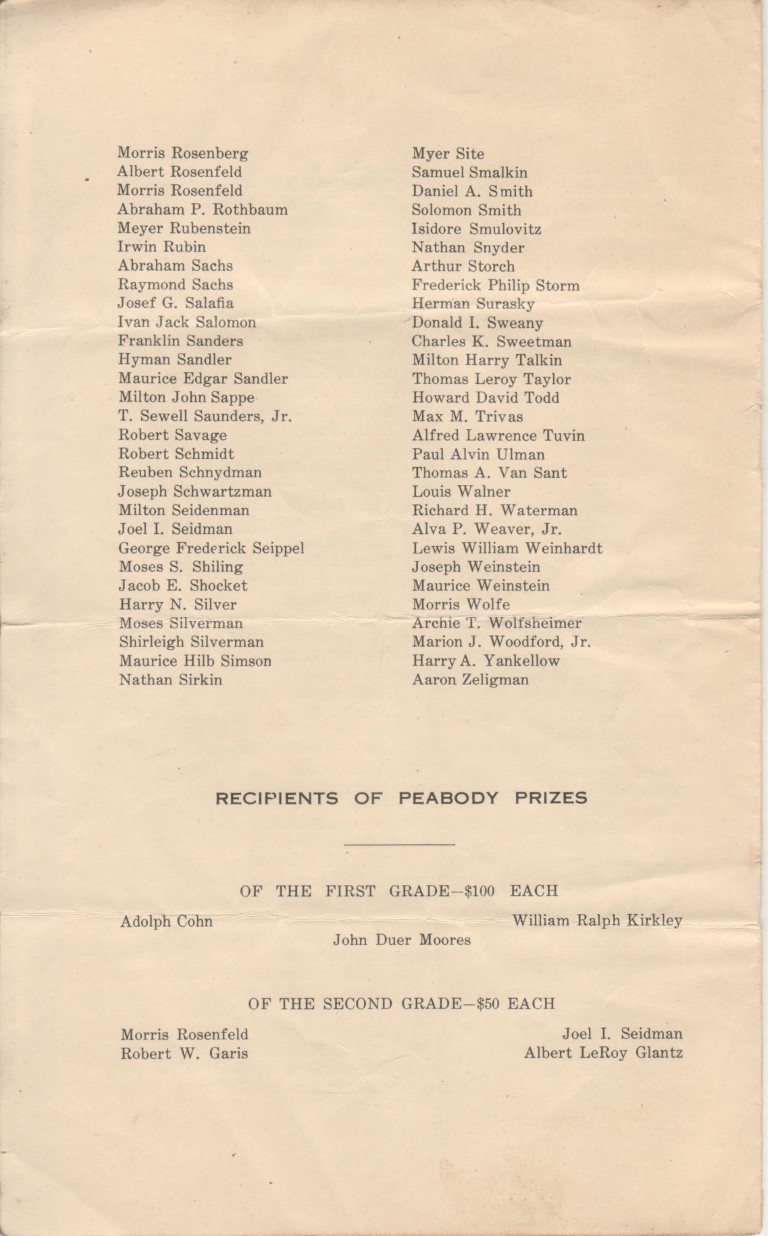 Morris Rosenberg
Albert Rosenfeld
Morris Rosenfeld
Abraham P. Rothbaum
Meyer Rubenstein
Irwin Rubin
Abraham Sachs
Raymond Sachs
Josef G. Salafia
Ivan Jack Salomon
Franklin Sanders
Hyman Sandler
Maurice Edgar Sandler
Milton John Sappe
T. Sewell Saunders, Jr.
Robert Savage
Robert Schmidt
Reuben Schnydman
Joseph Schwartzman
Milton Seidenman
Joel I. Seidman
George Frederick Seippel
Moses S. Shiling
Jacob E. Shocket
Harry N. Silver
Moses Silverman
Shirleigh Silverman
Maurice Hilb Simson
Nathan Sirkin
Myer Site
Samuel Smalkin
Daniel A. Smith
Solomon Smith
Isidore Smulovitz
Nathan Snyder
Arthur Storch
Frederick Philip Storm
Herman Surasky
Donald I. Sweany
Charles K. Sweetman
Milton Harry Talkin
Thomas Leroy Taylor
Howard David Todd
Max M. Trivas
Alfred Lawrence Tuvin
Paul Alvin Ulman
Thomas A. Van Sant
Louis Walner
Richard H. Waterman
Alva P. Weaver, Jr.
Lewis William Weinhardt
Joseph Weinstein
Maurice Weinstein
Morris Wolfe
Archie T. Wolfsheimer
Marion J. Woodford, Jr.
Harry A. Yankellow
Aaron Zeligman
RECIPIENTS OF PEABODY PRIZES
OF THE FIRST GRADE—$100 EACH
Adolph Cohn William Ralph Kirkley
John Duer Moores
OF THE SECOND GRADE—$50 EACH
Morris Rosenfeld Joel I. Seidman
Robert W. Garis Albert LeRoy Glantz